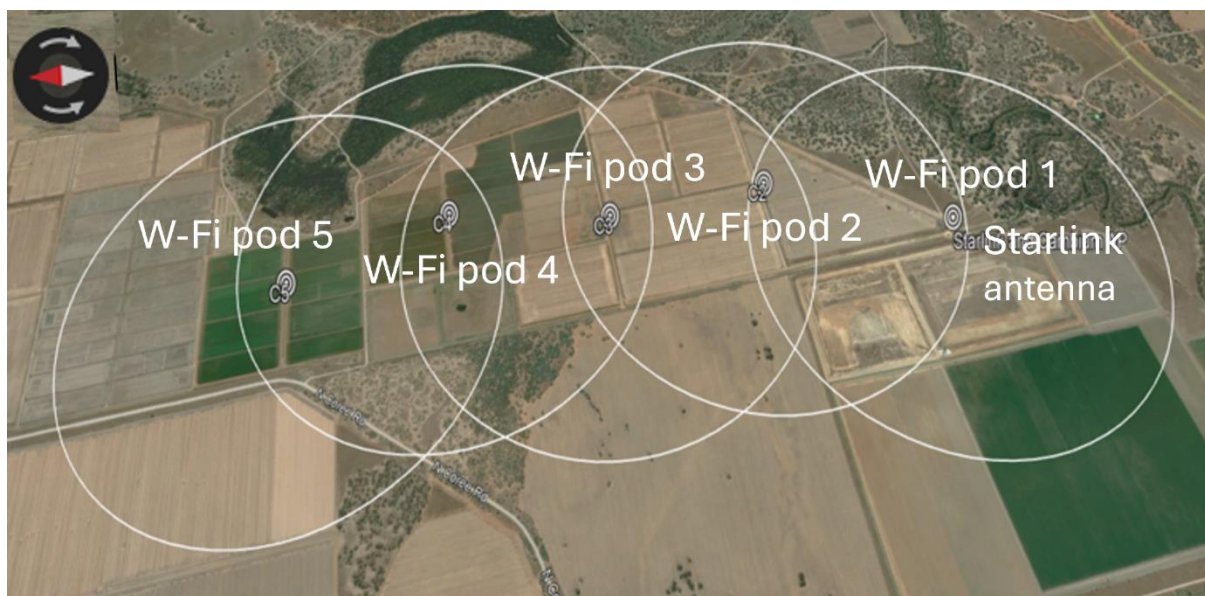 W-Fi pod 3
W-Fi pod 1
C2
W-Fi pod 5
C4
C3
W-Fi pod 2
Starlink
antenna
W-Fi pod 4
C5